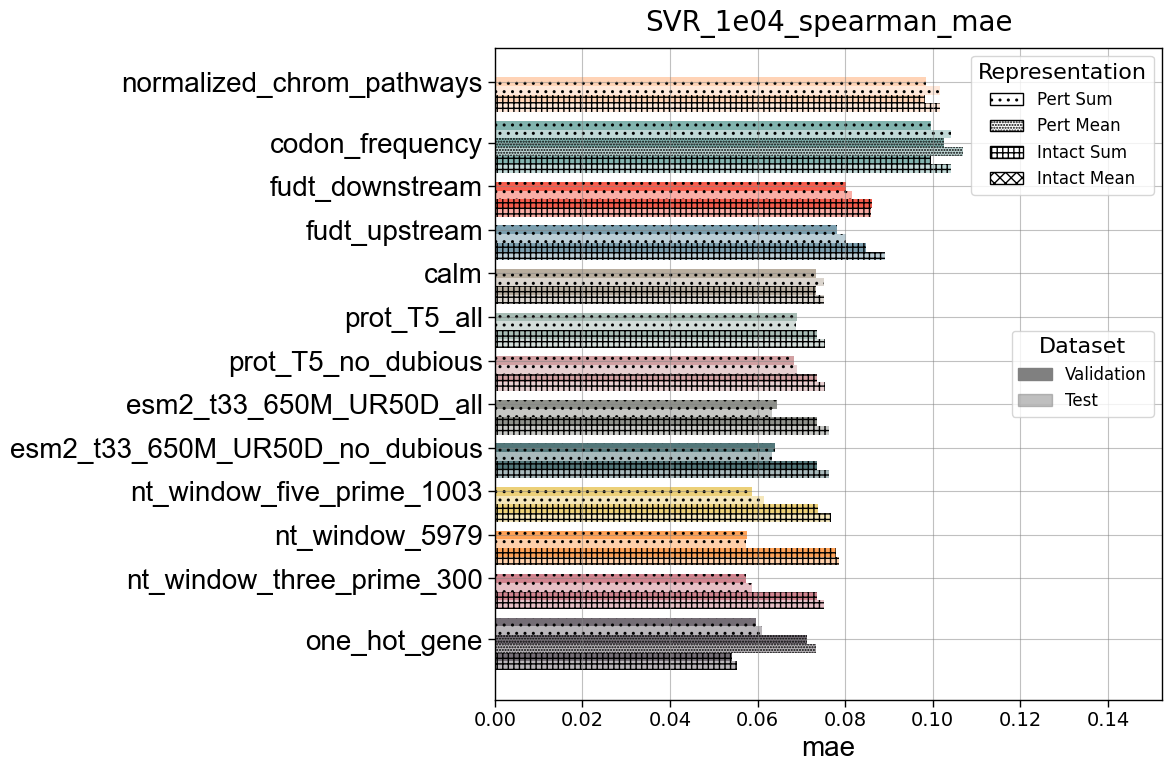 SVR_1e04_spearman_mae
normalized_chrom_pathways
codon_frequency
fudt_downstream
fudt_upstream
calm
prot_T5_all
prot_T5_no_dubious
esm2_t33_650M_UR50D_all
esm2_t33_650M_UR50D_no_dubious
nt_window_five_prime_1003
nt_window_5979
nt_window_three_prime_300
one_hot_gene
Representation
Pert Sum
Pert Mean
Intact Sum
Intact Mean
Dataset
Validation
Test
0.00 0.02 0.04 0.06 0.08 0.10 0.12 0.14
mae